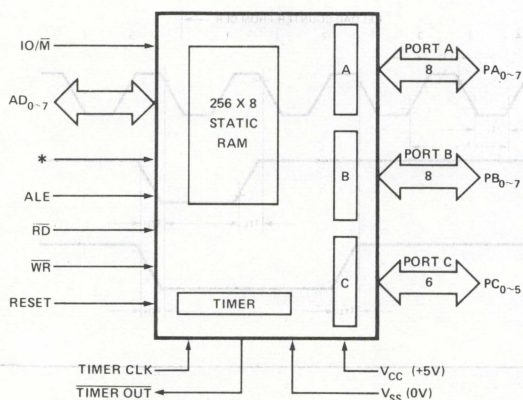 IO/M̅
AD0~7
*
ALE
R̅D̅
W̅R̅
RESET
256 X 8
STATIC
RAM
TIMER
A
B
C
PORT A
8
PA0~7
PORT B
8
PB0~7
PORT C
6
PC0~5
TIMER CLK
T̅I̅M̅E̅R̅ O̅U̅T̅
VCC (+5V)
VSS (0V)